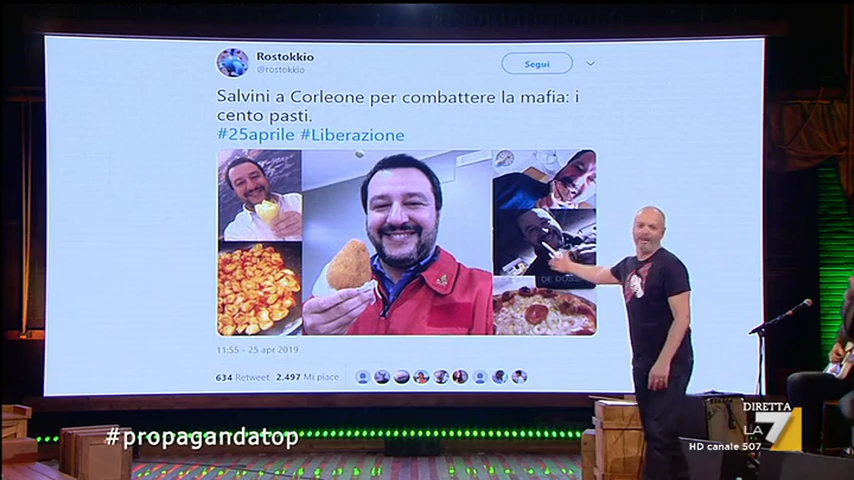 Rostokkio
@rostokkio
Segui
Salvini a Corleone per combattere la mafia: i
cento pasti.
#25aprile #Liberazione
11:55 - 25 apr 2019
634 Retweet 2.497 Mi piace
#propagandatop
DIRETTA
LA 7
HD canale 507